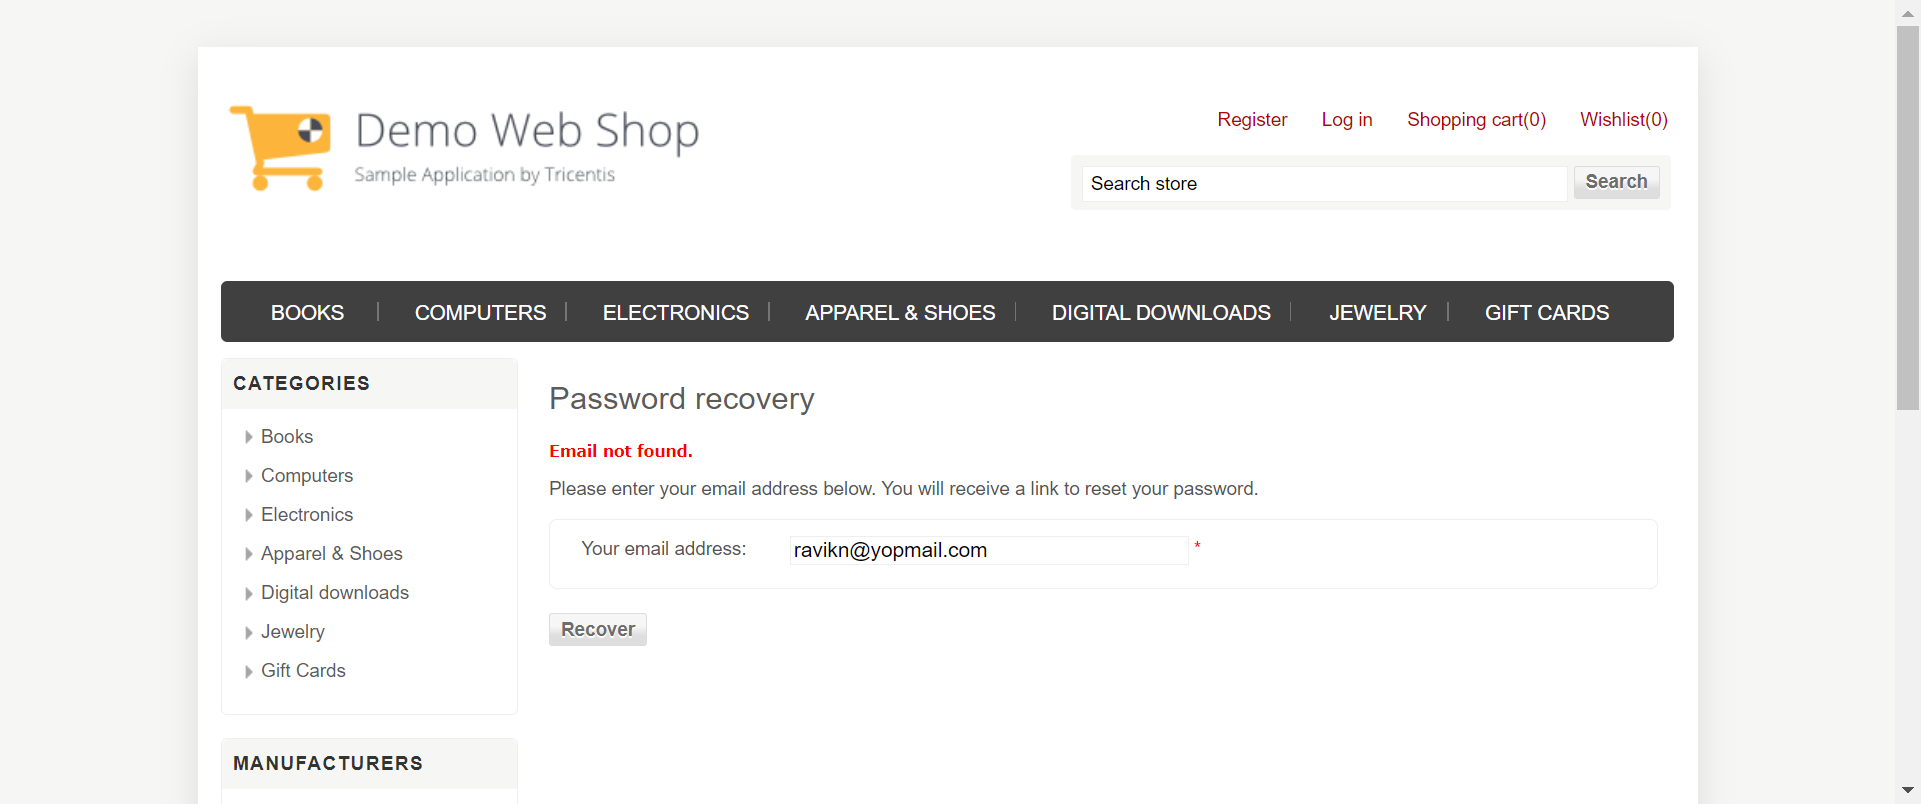 Demo Web Shop
Sample Application by Tricentis
Register Log in Shopping cart(0) Wishlist(0)
Search store Search
BOOKS COMPUTERS ELECTRONICS APPAREL & SHOES DIGITAL DOWNLOADS JEWELRY GIFT CARDS
CATEGORIES
Books
Computers
Electronics
Apparel & Shoes
Digital downloads
Jewelry
Gift Cards
MANUFACTURERS
Password recovery
Email not found.
Please enter your email address below. You will receive a link to reset your password.
Your email address: ravikn@yopmail.com *
Recover